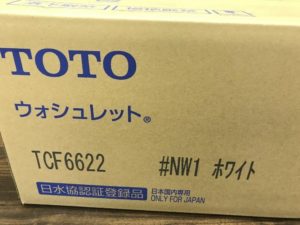 TOTO
ウォシュレット®
TCF6622 #NW1 ホワイト
日水協認証登録品 日本国内専用
ONLY FOR JAPAN